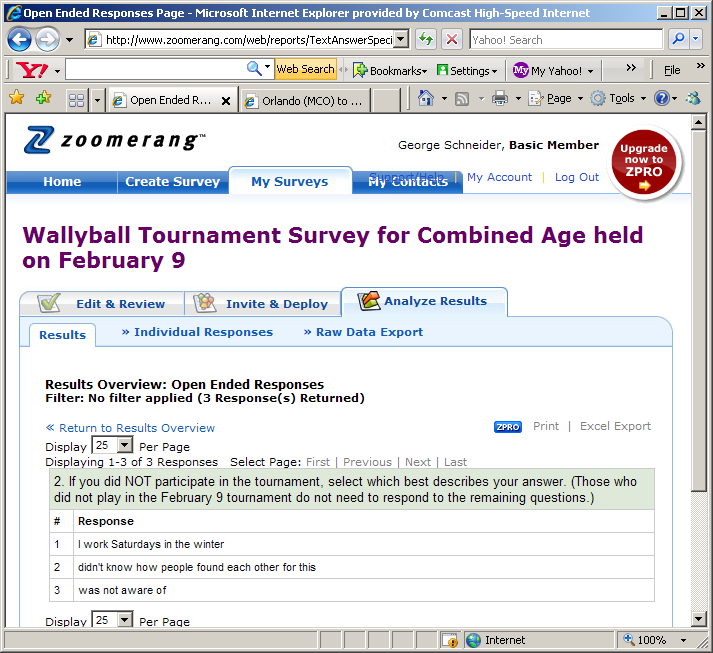 Open Ended Responses Page - Microsoft Internet Explorer provided by Comcast High-Speed Internet
http://www.zoomerang.com/web/reports/TextAnswerSpeci
Yahoo! Search
Y! Web Search Bookmarks Settings My Yahoo! » File »
Open Ended R... Orlando (MCO) to ... Page Tools
zoomerang™
George Schneider, Basic Member
Upgrade now to ZPRO
Home Create Survey My Surveys My Contacts Support/Help | My Account | Log Out
Wallyball Tournament Survey for Combined Age held
on February 9
Edit & Review Invite & Deploy Analyze Results
Results » Individual Responses » Raw Data Export
Results Overview: Open Ended Responses
Filter: No filter applied (3 Response(s) Returned)
« Return to Results Overview ZPRO Print | Excel Export
Display 25 Per Page
Displaying 1-3 of 3 Responses Select Page: First | Previous | Next | Last
2. If you did NOT participate in the tournament, select which best describes your answer. (Those who
did not play in the February 9 tournament do not need to respond to the remaining questions.)
# Response
1 I work Saturdays in the winter
2 didn't know how people found each other for this
3 was not aware of
Display 25 Per Page
Internet 100%